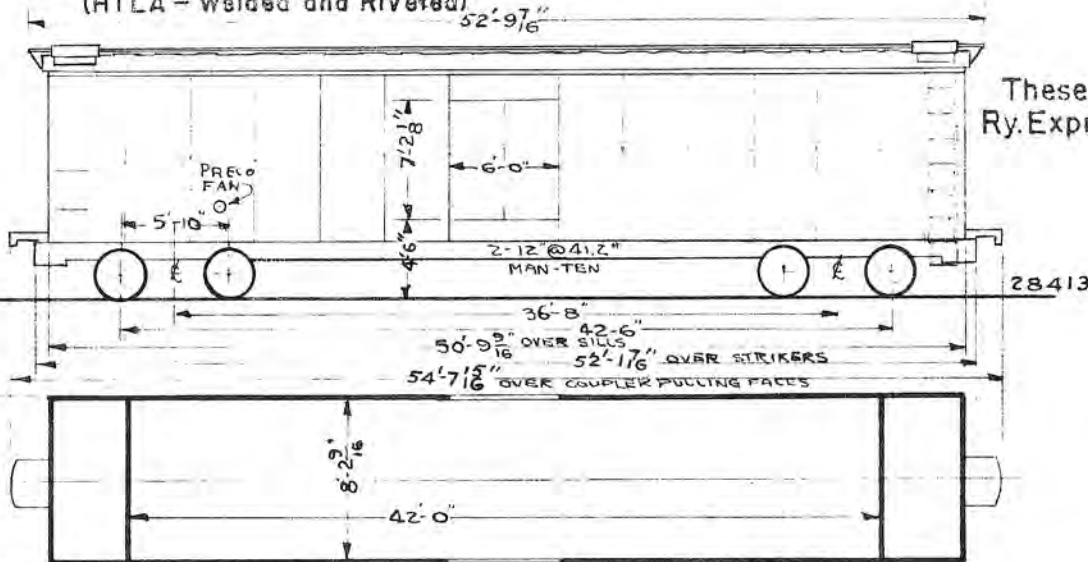 (HTLA - Welded and Riveted)
52'-9 7/16"
These
Ry. Expr
7'-2 1/8"
6'-0"
PRECO
FAN
5'-10"
4'6"
2-12"@41.2#
MAN-TEN
28413
36'-8"
42'-6"
50'-9 9/16" OVER SILLS
52'-1 7/16" OVER STRIKERS
54'-7 15/16" OVER COUPLER PULLING FACES
8'-2 9/16"
42'-0"